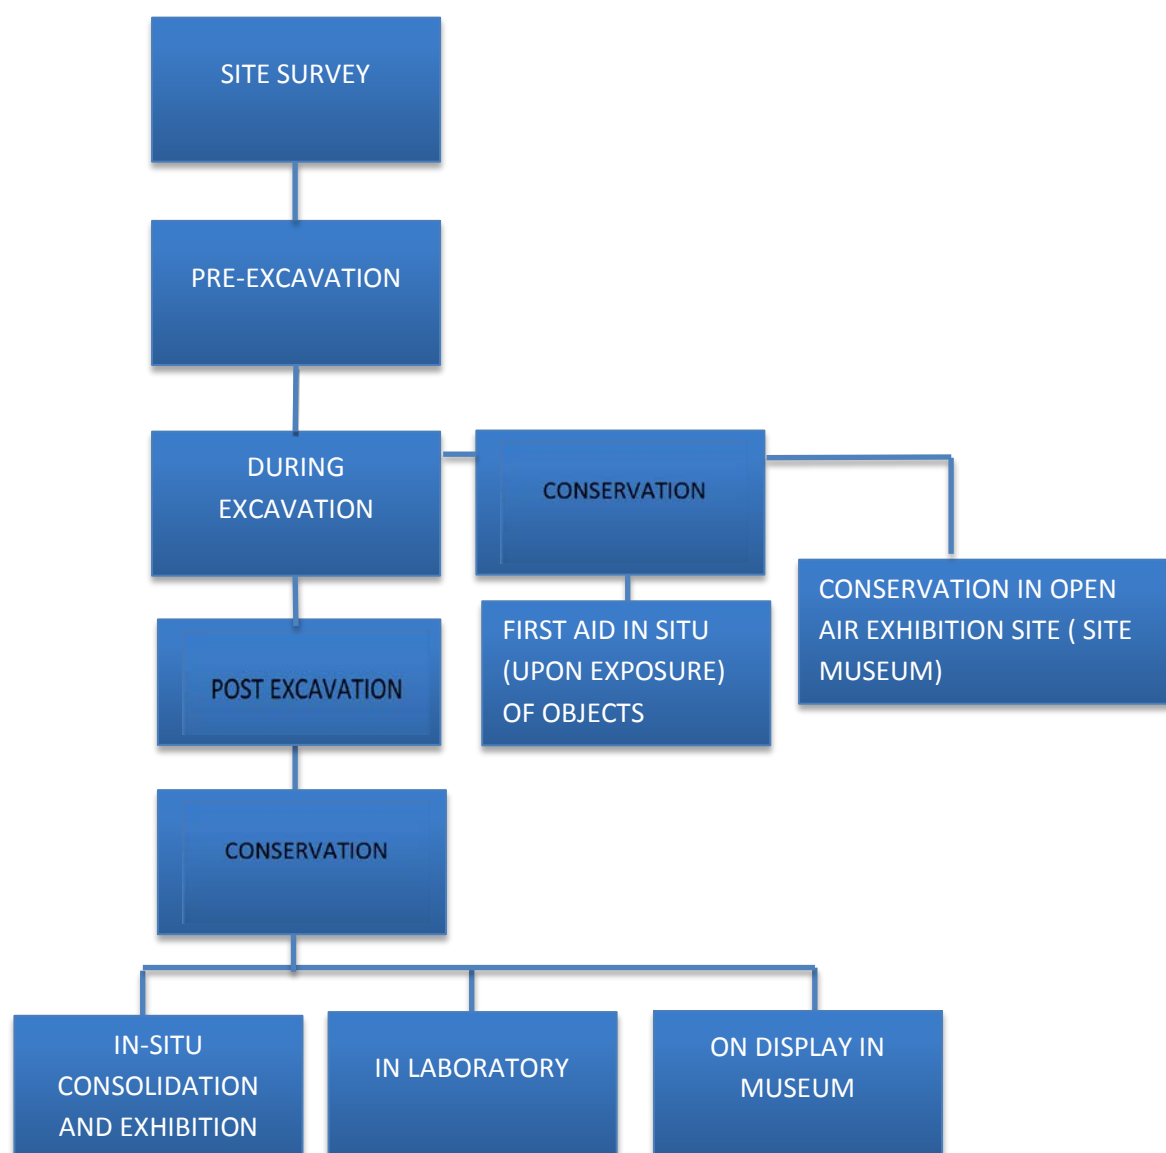 SITE SURVEY
PRE-EXCAVATION
DURING
EXCAVATION
CONSERVATION
CONSERVATION IN OPEN
AIR EXHIBITION SITE ( SITE
MUSEUM)
FIRST AID IN SITU
(UPON EXPOSURE)
OF OBJECTS
POST EXCAVATION
CONSERVATION
IN-SITU
CONSOLIDATION
AND EXHIBITION
IN LABORATORY
ON DISPLAY IN
MUSEUM